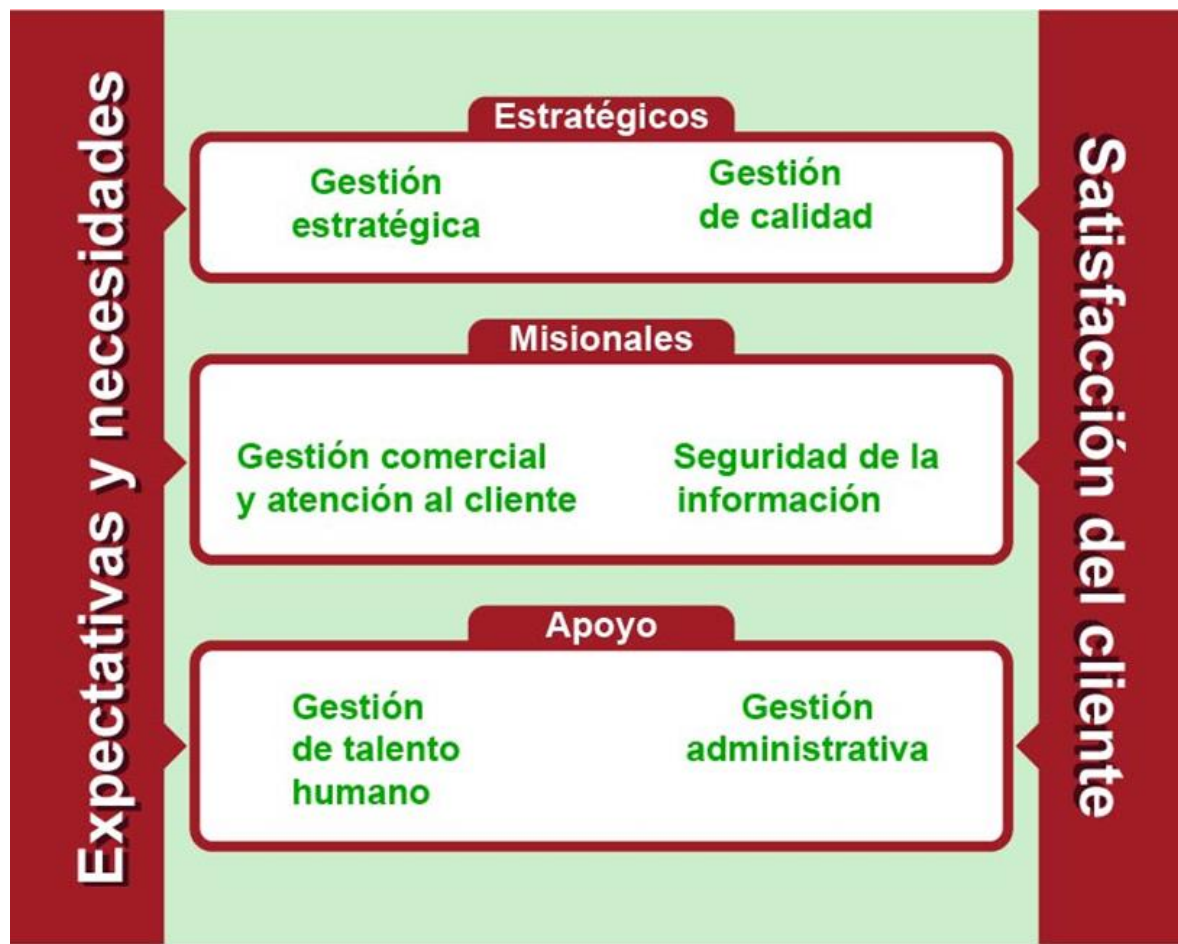 Expectativas y necesidades
Estratégicos
Gestión
estratégica
Gestión
de calidad
Misionales
Gestión comercial
y atención al cliente
Seguridad de la
información
Apoyo
Gestión
de talento
humano
Gestión
administrativa
Satisfacción del cliente